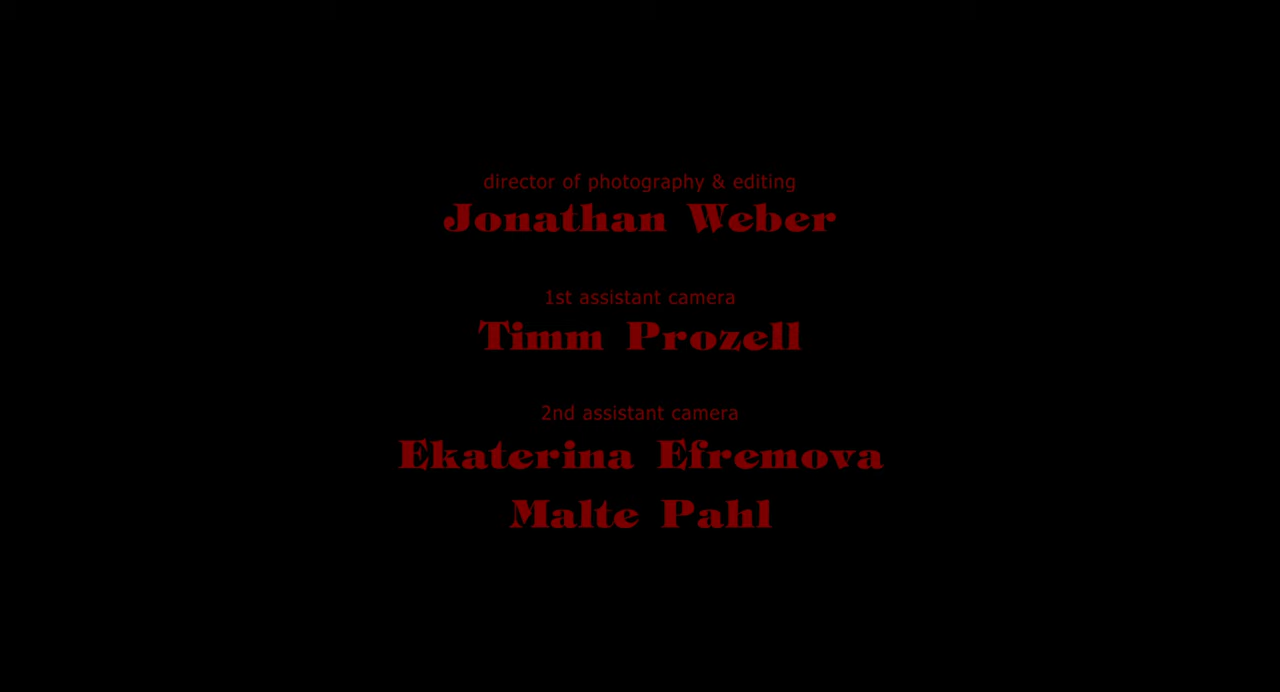 director of photography & editing
Jonathan Weber
1st assistant camera
Timm Prozell
2nd assistant camera
Ekaterina Efremova
Malte Pahl